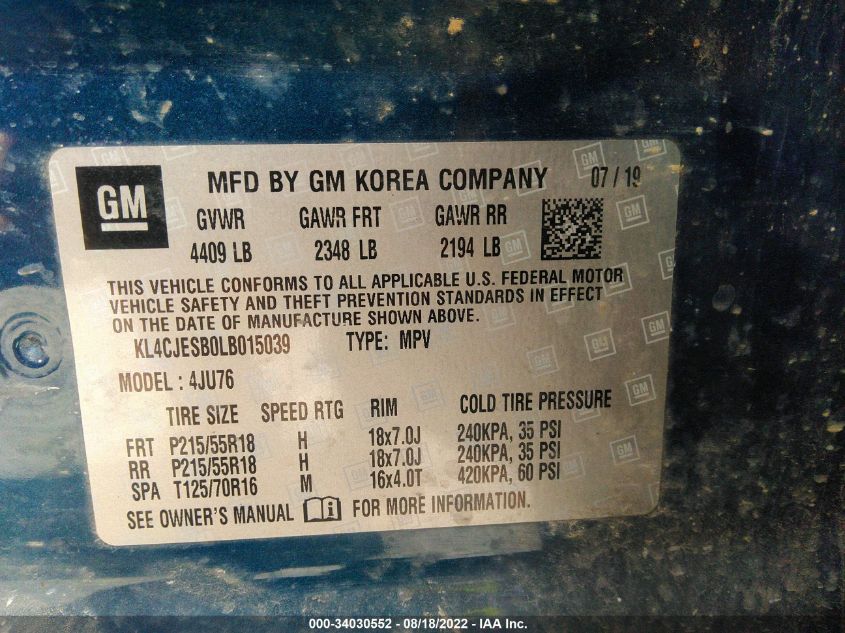 GM MFD BY GM KOREA COMPANY 07/19
GVWR GAWR FRT GAWR RR
4409 LB 2348 LB 2194 LB
THIS VEHICLE CONFORMS TO ALL APPLICABLE U.S. FEDERAL MOTOR
VEHICLE SAFETY AND THEFT PREVENTION STANDARDS IN EFFECT
ON THE DATE OF MANUFACTURE SHOWN ABOVE.
KL4CJESB0LB015039 TYPE: MPV
MODEL : 4JU76
TIRE SIZE SPEED RTG RIM COLD TIRE PRESSURE
FRT P215/55R18 H 18x7.0J 240KPA, 35 PSI
RR P215/55R18 H 18x7.0J 240KPA, 35 PSI
SPA T125/70R16 M 16x4.0T 420KPA, 60 PSI
SEE OWNER'S MANUAL FOR MORE INFORMATION.
000-34030552 - 08/18/2022 - IAA Inc.